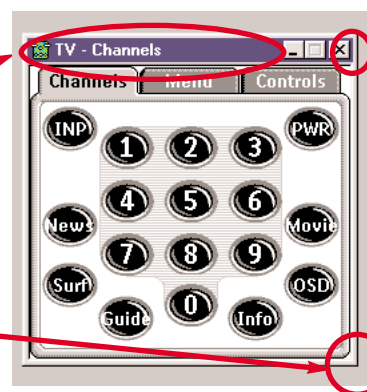 TV - Channels
Channels Menu Controls
INP PWR
1 2 3
4 5 6
News Movie
7 8 9
Surf OSD
Guide 0 Info